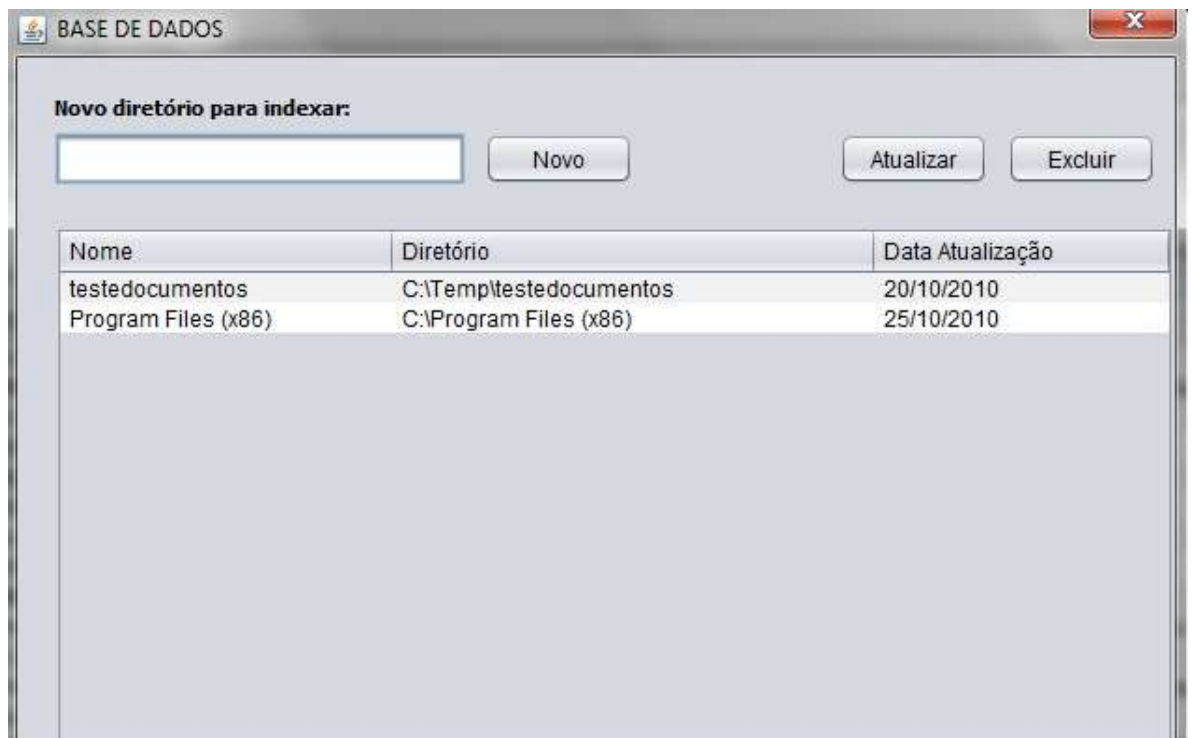 BASE DE DADOS
Novo diretório para indexar:
Novo Atualizar Excluir
Nome Diretório Data Atualização
testedocumentos C:\Temp\testedocumentos 20/10/2010
Program Files (x86) C:\Program Files (x86) 25/10/2010